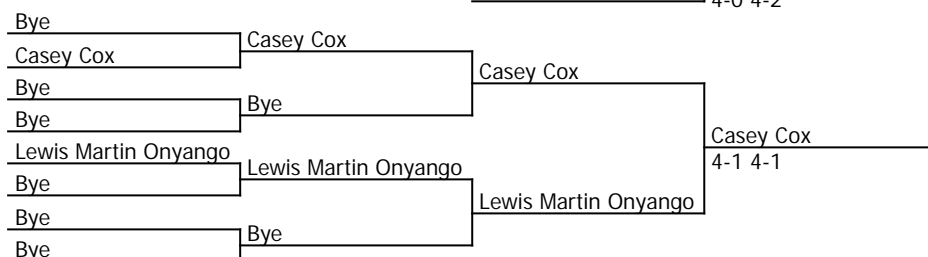 4-0 4-2
Bye
Casey Cox
Casey Cox
Bye
Casey Cox
Bye
Bye
Casey Cox
4-1 4-1
Lewis Martin Onyango
Lewis Martin Onyango
Bye
Lewis Martin Onyango
Bye
Bye
Bye